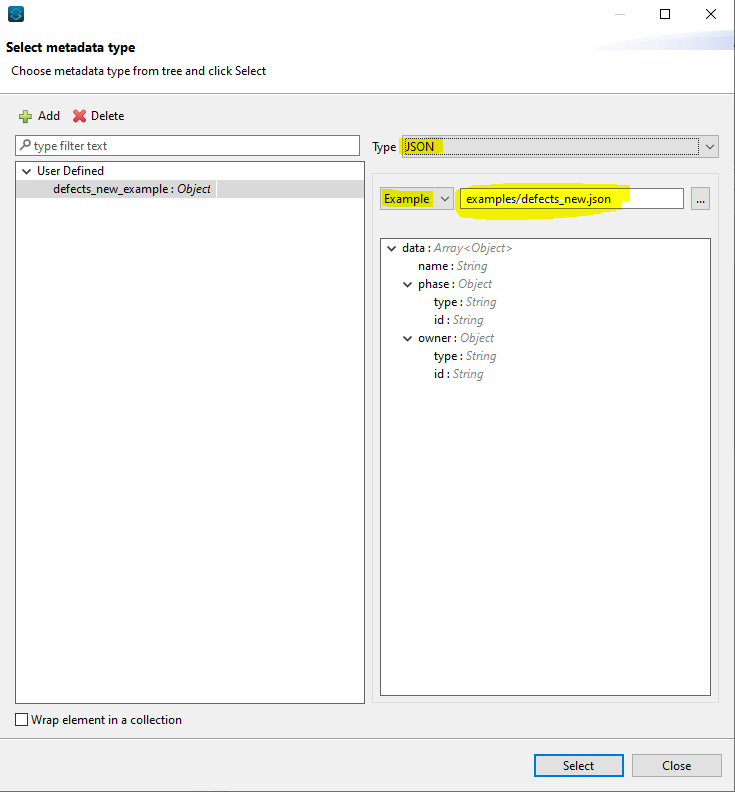 Select metadata type
Choose metadata type from tree and click Select
Add Delete
type filter text
Type JSON
User Defined
defects_new_example : Object
Example examples/defects_new.json ...
data : Array<Object>
name : String
phase : Object
type : String
id : String
owner : Object
type : String
id : String
Wrap element in a collection
Select Close